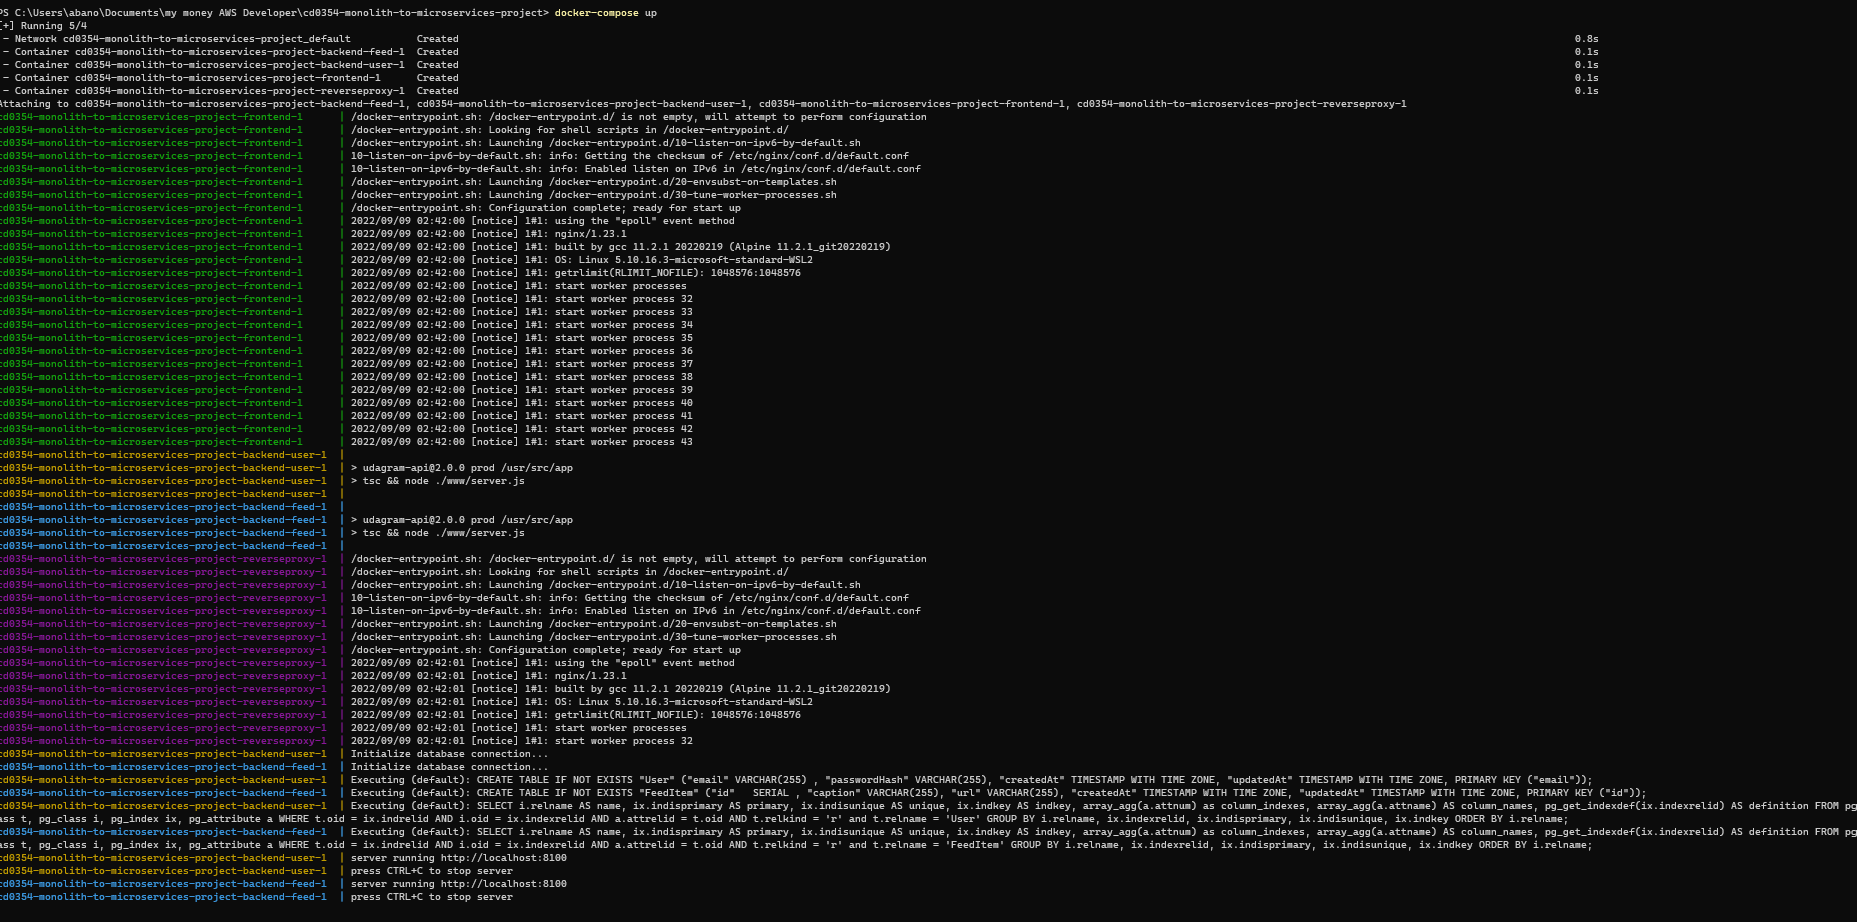 PS C:\Users\abano\Documents\my money AWS Developer\cd0354-monolith-to-microservices-project> docker-compose up
[+] Running 5/4
 - Network cd0354-monolith-to-microservices-project_default           Created           0.8s
 - Container cd0354-monolith-to-microservices-project-backend-feed-1  Created           0.1s
 - Container cd0354-monolith-to-microservices-project-backend-user-1  Created           0.1s
 - Container cd0354-monolith-to-microservices-project-frontend-1      Created           0.1s
 - Container cd0354-monolith-to-microservices-project-reverseproxy-1  Created           0.1s
Attaching to cd0354-monolith-to-microservices-project-backend-feed-1, cd0354-monolith-to-microservices-project-backend-user-1, cd0354-monolith-to-microservices-project-frontend-1, cd0354-monolith-to-microservices-project-reverseproxy-1
cd0354-monolith-to-microservices-project-frontend-1      | /docker-entrypoint.sh: /docker-entrypoint.d/ is not empty, will attempt to perform configuration
cd0354-monolith-to-microservices-project-frontend-1      | /docker-entrypoint.sh: Looking for shell scripts in /docker-entrypoint.d/
cd0354-monolith-to-microservices-project-frontend-1      | /docker-entrypoint.sh: Launching /docker-entrypoint.d/10-listen-on-ipv6-by-default.sh
cd0354-monolith-to-microservices-project-frontend-1      | 10-listen-on-ipv6-by-default.sh: info: Getting the checksum of /etc/nginx/conf.d/default.conf
cd0354-monolith-to-microservices-project-frontend-1      | 10-listen-on-ipv6-by-default.sh: info: Enabled listen on IPv6 in /etc/nginx/conf.d/default.conf
cd0354-monolith-to-microservices-project-frontend-1      | /docker-entrypoint.sh: Launching /docker-entrypoint.d/20-envsubst-on-templates.sh
cd0354-monolith-to-microservices-project-frontend-1      | /docker-entrypoint.sh: Launching /docker-entrypoint.d/30-tune-worker-processes.sh
cd0354-monolith-to-microservices-project-frontend-1      | /docker-entrypoint.sh: Configuration complete; ready for start up
cd0354-monolith-to-microservices-project-frontend-1      | 2022/09/09 02:42:00 [notice] 1#1: using the "epoll" event method
cd0354-monolith-to-microservices-project-frontend-1      | 2022/09/09 02:42:00 [notice] 1#1: nginx/1.23.1
cd0354-monolith-to-microservices-project-frontend-1      | 2022/09/09 02:42:00 [notice] 1#1: built by gcc 11.2.1 20220219 (Alpine 11.2.1_git20220219)
cd0354-monolith-to-microservices-project-frontend-1      | 2022/09/09 02:42:00 [notice] 1#1: OS: Linux 5.10.16.3-microsoft-standard-WSL2
cd0354-monolith-to-microservices-project-frontend-1      | 2022/09/09 02:42:00 [notice] 1#1: getrlimit(RLIMIT_NOFILE): 1048576:1048576
cd0354-monolith-to-microservices-project-frontend-1      | 2022/09/09 02:42:00 [notice] 1#1: start worker processes
cd0354-monolith-to-microservices-project-frontend-1      | 2022/09/09 02:42:00 [notice] 1#1: start worker process 32
cd0354-monolith-to-microservices-project-frontend-1      | 2022/09/09 02:42:00 [notice] 1#1: start worker process 33
cd0354-monolith-to-microservices-project-frontend-1      | 2022/09/09 02:42:00 [notice] 1#1: start worker process 34
cd0354-monolith-to-microservices-project-frontend-1      | 2022/09/09 02:42:00 [notice] 1#1: start worker process 35
cd0354-monolith-to-microservices-project-frontend-1      | 2022/09/09 02:42:00 [notice] 1#1: start worker process 36
cd0354-monolith-to-microservices-project-frontend-1      | 2022/09/09 02:42:00 [notice] 1#1: start worker process 37
cd0354-monolith-to-microservices-project-frontend-1      | 2022/09/09 02:42:00 [notice] 1#1: start worker process 38
cd0354-monolith-to-microservices-project-frontend-1      | 2022/09/09 02:42:00 [notice] 1#1: start worker process 39
cd0354-monolith-to-microservices-project-frontend-1      | 2022/09/09 02:42:00 [notice] 1#1: start worker process 40
cd0354-monolith-to-microservices-project-frontend-1      | 2022/09/09 02:42:00 [notice] 1#1: start worker process 41
cd0354-monolith-to-microservices-project-frontend-1      | 2022/09/09 02:42:00 [notice] 1#1: start worker process 42
cd0354-monolith-to-microservices-project-frontend-1      | 2022/09/09 02:42:00 [notice] 1#1: start worker process 43
cd0354-monolith-to-microservices-project-backend-user-1  |
cd0354-monolith-to-microservices-project-backend-user-1  | > udagram-api@2.0.0 prod /usr/src/app
cd0354-monolith-to-microservices-project-backend-user-1  | > tsc && node ./www/server.js
cd0354-monolith-to-microservices-project-backend-user-1  |
cd0354-monolith-to-microservices-project-backend-feed-1  |
cd0354-monolith-to-microservices-project-backend-feed-1  | > udagram-api@2.0.0 prod /usr/src/app
cd0354-monolith-to-microservices-project-backend-feed-1  | > tsc && node ./www/server.js
cd0354-monolith-to-microservices-project-backend-feed-1  |
cd0354-monolith-to-microservices-project-reverseproxy-1  | /docker-entrypoint.sh: /docker-entrypoint.d/ is not empty, will attempt to perform configuration
cd0354-monolith-to-microservices-project-reverseproxy-1  | /docker-entrypoint.sh: Looking for shell scripts in /docker-entrypoint.d/
cd0354-monolith-to-microservices-project-reverseproxy-1  | /docker-entrypoint.sh: Launching /docker-entrypoint.d/10-listen-on-ipv6-by-default.sh
cd0354-monolith-to-microservices-project-reverseproxy-1  | 10-listen-on-ipv6-by-default.sh: info: Getting the checksum of /etc/nginx/conf.d/default.conf
cd0354-monolith-to-microservices-project-reverseproxy-1  | 10-listen-on-ipv6-by-default.sh: info: Enabled listen on IPv6 in /etc/nginx/conf.d/default.conf
cd0354-monolith-to-microservices-project-reverseproxy-1  | /docker-entrypoint.sh: Launching /docker-entrypoint.d/20-envsubst-on-templates.sh
cd0354-monolith-to-microservices-project-reverseproxy-1  | /docker-entrypoint.sh: Launching /docker-entrypoint.d/30-tune-worker-processes.sh
cd0354-monolith-to-microservices-project-reverseproxy-1  | /docker-entrypoint.sh: Configuration complete; ready for start up
cd0354-monolith-to-microservices-project-reverseproxy-1  | 2022/09/09 02:42:01 [notice] 1#1: using the "epoll" event method
cd0354-monolith-to-microservices-project-reverseproxy-1  | 2022/09/09 02:42:01 [notice] 1#1: nginx/1.23.1
cd0354-monolith-to-microservices-project-reverseproxy-1  | 2022/09/09 02:42:01 [notice] 1#1: built by gcc 11.2.1 20220219 (Alpine 11.2.1_git20220219)
cd0354-monolith-to-microservices-project-reverseproxy-1  | 2022/09/09 02:42:01 [notice] 1#1: OS: Linux 5.10.16.3-microsoft-standard-WSL2
cd0354-monolith-to-microservices-project-reverseproxy-1  | 2022/09/09 02:42:01 [notice] 1#1: getrlimit(RLIMIT_NOFILE): 1048576:1048576
cd0354-monolith-to-microservices-project-reverseproxy-1  | 2022/09/09 02:42:01 [notice] 1#1: start worker processes
cd0354-monolith-to-microservices-project-reverseproxy-1  | 2022/09/09 02:42:01 [notice] 1#1: start worker process 32
cd0354-monolith-to-microservices-project-backend-user-1  | Initialize database connection...
cd0354-monolith-to-microservices-project-backend-feed-1  | Initialize database connection...
cd0354-monolith-to-microservices-project-backend-user-1  | Executing (default): CREATE TABLE IF NOT EXISTS "User" ("email" VARCHAR(255) , "passwordHash" VARCHAR(255), "createdAt" TIMESTAMP WITH TIME ZONE, "updatedAt" TIMESTAMP WITH TIME ZONE, PRIMARY KEY ("email"));
cd0354-monolith-to-microservices-project-backend-feed-1  | Executing (default): CREATE TABLE IF NOT EXISTS "FeedItem" ("id"   SERIAL , "caption" VARCHAR(255), "url" VARCHAR(255), "createdAt" TIMESTAMP WITH TIME ZONE, "updatedAt" TIMESTAMP WITH TIME ZONE, PRIMARY KEY ("id"));
cd0354-monolith-to-microservices-project-backend-user-1  | Executing (default): SELECT i.relname AS name, ix.indisprimary AS primary, ix.indisunique AS unique, ix.indkey AS indkey, array_agg(a.attnum) as column_indexes, array_agg(a.attname) AS column_names, pg_get_indexdef(ix.indexrelid) AS definition FROM pg
ass t, pg_class i, pg_index ix, pg_attribute a WHERE t.oid = ix.indrelid AND i.oid = ix.indexrelid AND a.attrelid = t.oid AND t.relkind = 'r' and t.relname = 'User' GROUP BY i.relname, ix.indexrelid, ix.indisprimary, ix.indisunique, ix.indkey ORDER BY i.relname;
cd0354-monolith-to-microservices-project-backend-feed-1  | Executing (default): SELECT i.relname AS name, ix.indisprimary AS primary, ix.indisunique AS unique, ix.indkey AS indkey, array_agg(a.attnum) as column_indexes, array_agg(a.attname) AS column_names, pg_get_indexdef(ix.indexrelid) AS definition FROM pg
ass t, pg_class i, pg_index ix, pg_attribute a WHERE t.oid = ix.indrelid AND i.oid = ix.indexrelid AND a.attrelid = t.oid AND t.relkind = 'r' and t.relname = 'FeedItem' GROUP BY i.relname, ix.indexrelid, ix.indisprimary, ix.indisunique, ix.indkey ORDER BY i.relname;
cd0354-monolith-to-microservices-project-backend-user-1  | server running http://localhost:8100
cd0354-monolith-to-microservices-project-backend-user-1  | press CTRL+C to stop server
cd0354-monolith-to-microservices-project-backend-feed-1  | server running http://localhost:8100
cd0354-monolith-to-microservices-project-backend-feed-1  | press CTRL+C to stop server